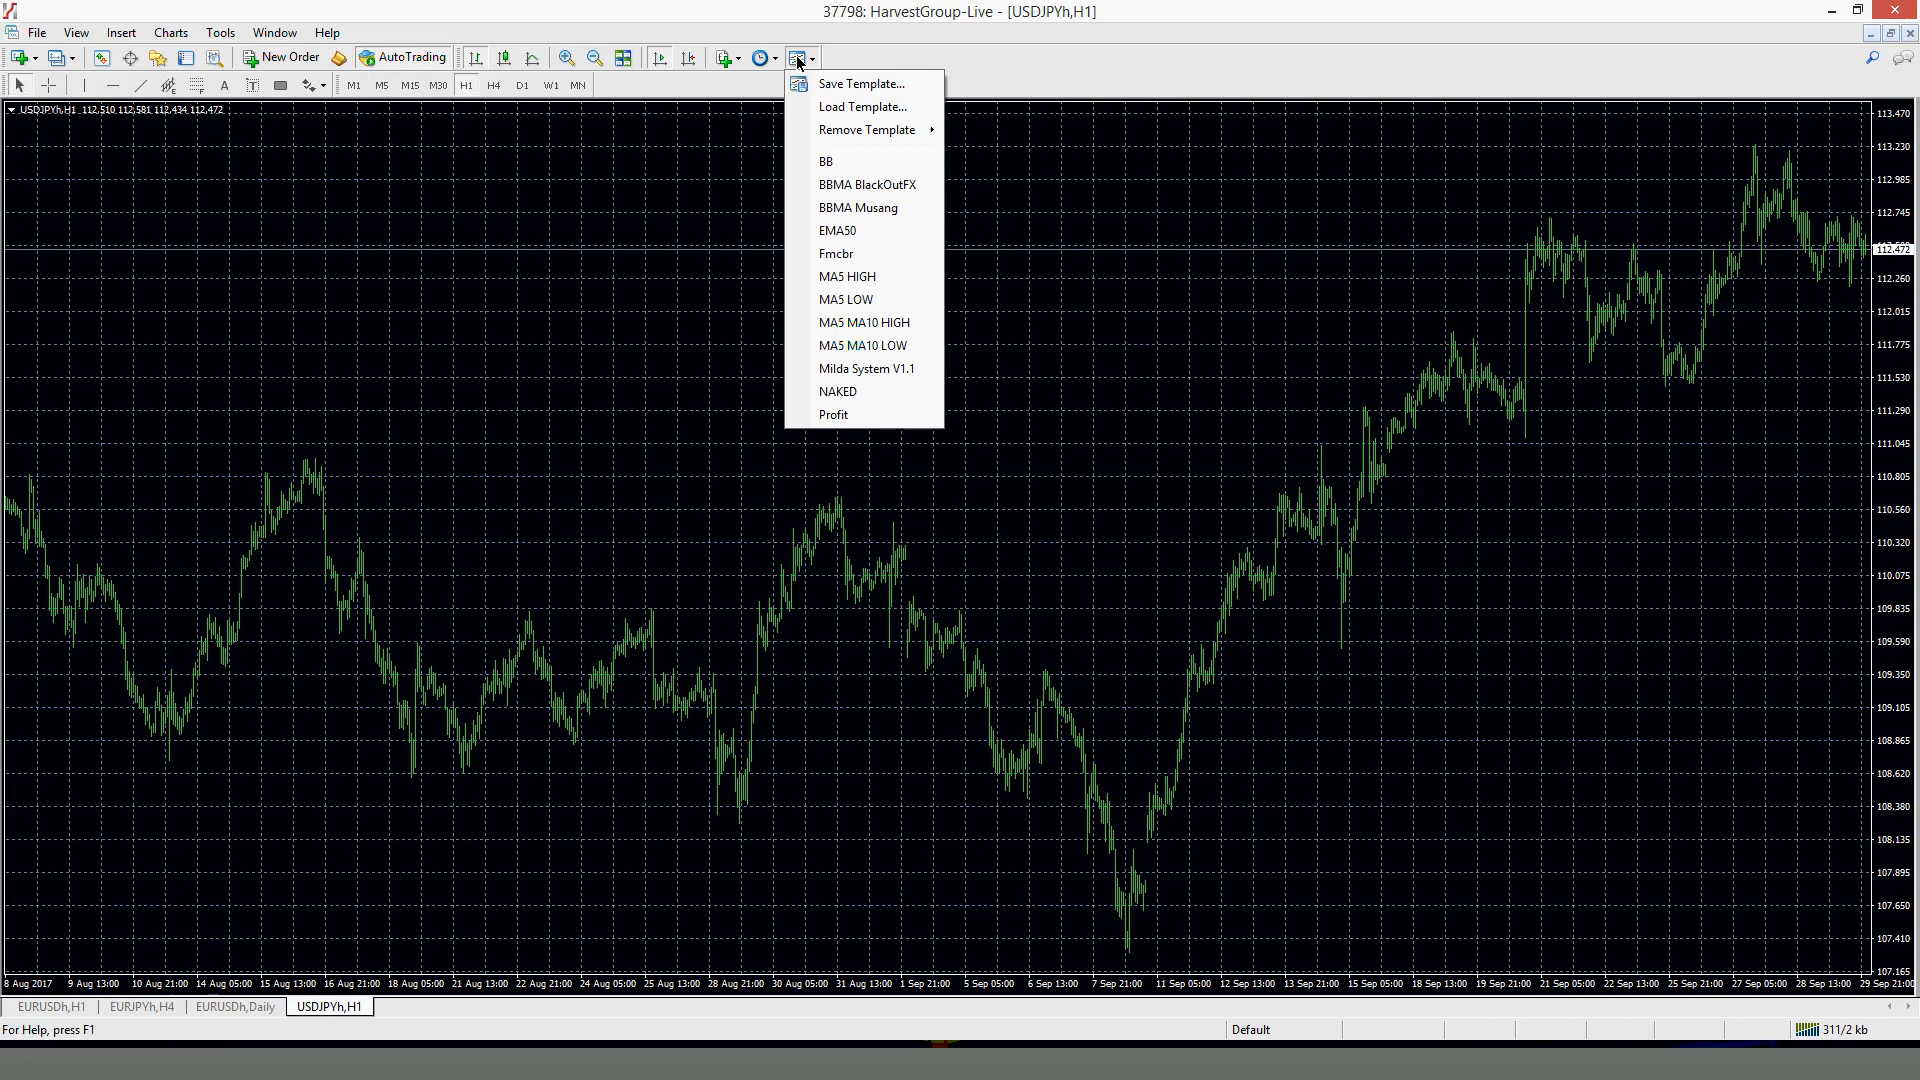 37798: HarvestGroup-Live - [USDJPYh,H1]
File View Insert Charts Tools Window Help
New Order AutoTrading
A T M1 M5 M15 M30 H1 H4 D1 W1 MN
USDJPYh,H1 112.510 112.581 112.434 112.472
Save Template...
Load Template...
Remove Template
BB
BBMA BlackOutFX
BBMA Musang
EMA50
Fmcbr
MA5 HIGH
MA5 LOW
MA5 MA10 HIGH
MA5 MA10 LOW
Milda System V1.1
NAKED
Profit
113.470
113.230
112.985
112.745
112.472
112.260
112.015
111.775
111.530
111.290
111.045
110.805
110.560
110.320
110.075
109.835
109.590
109.350
109.105
108.865
108.620
108.380
108.135
107.895
107.650
107.410
107.165
8 Aug 2017 9 Aug 13:00 10 Aug 21:00 14 Aug 05:00 15 Aug 13:00 16 Aug 21:00 18 Aug 05:00 21 Aug 13:00 22 Aug 21:00 24 Aug 05:00 25 Aug 13:00 28 Aug 21:00 30 Aug 05:00 31 Aug 13:00 1 Sep 21:00 5 Sep 05:00 6 Sep 13:00 7 Sep 21:00 11 Sep 05:00 12 Sep 13:00 13 Sep 21:00 15 Sep 05:00 18 Sep 13:00 19 Sep 21:00 21 Sep 05:00 22 Sep 13:00 25 Sep 21:00 27 Sep 05:00 28 Sep 13:00 29 Sep 21:00
EURUSDh,H1 EURJPYh,H4 EURUSDh,Daily USDJPYh,H1
For Help, press F1 Default 311/2 kb